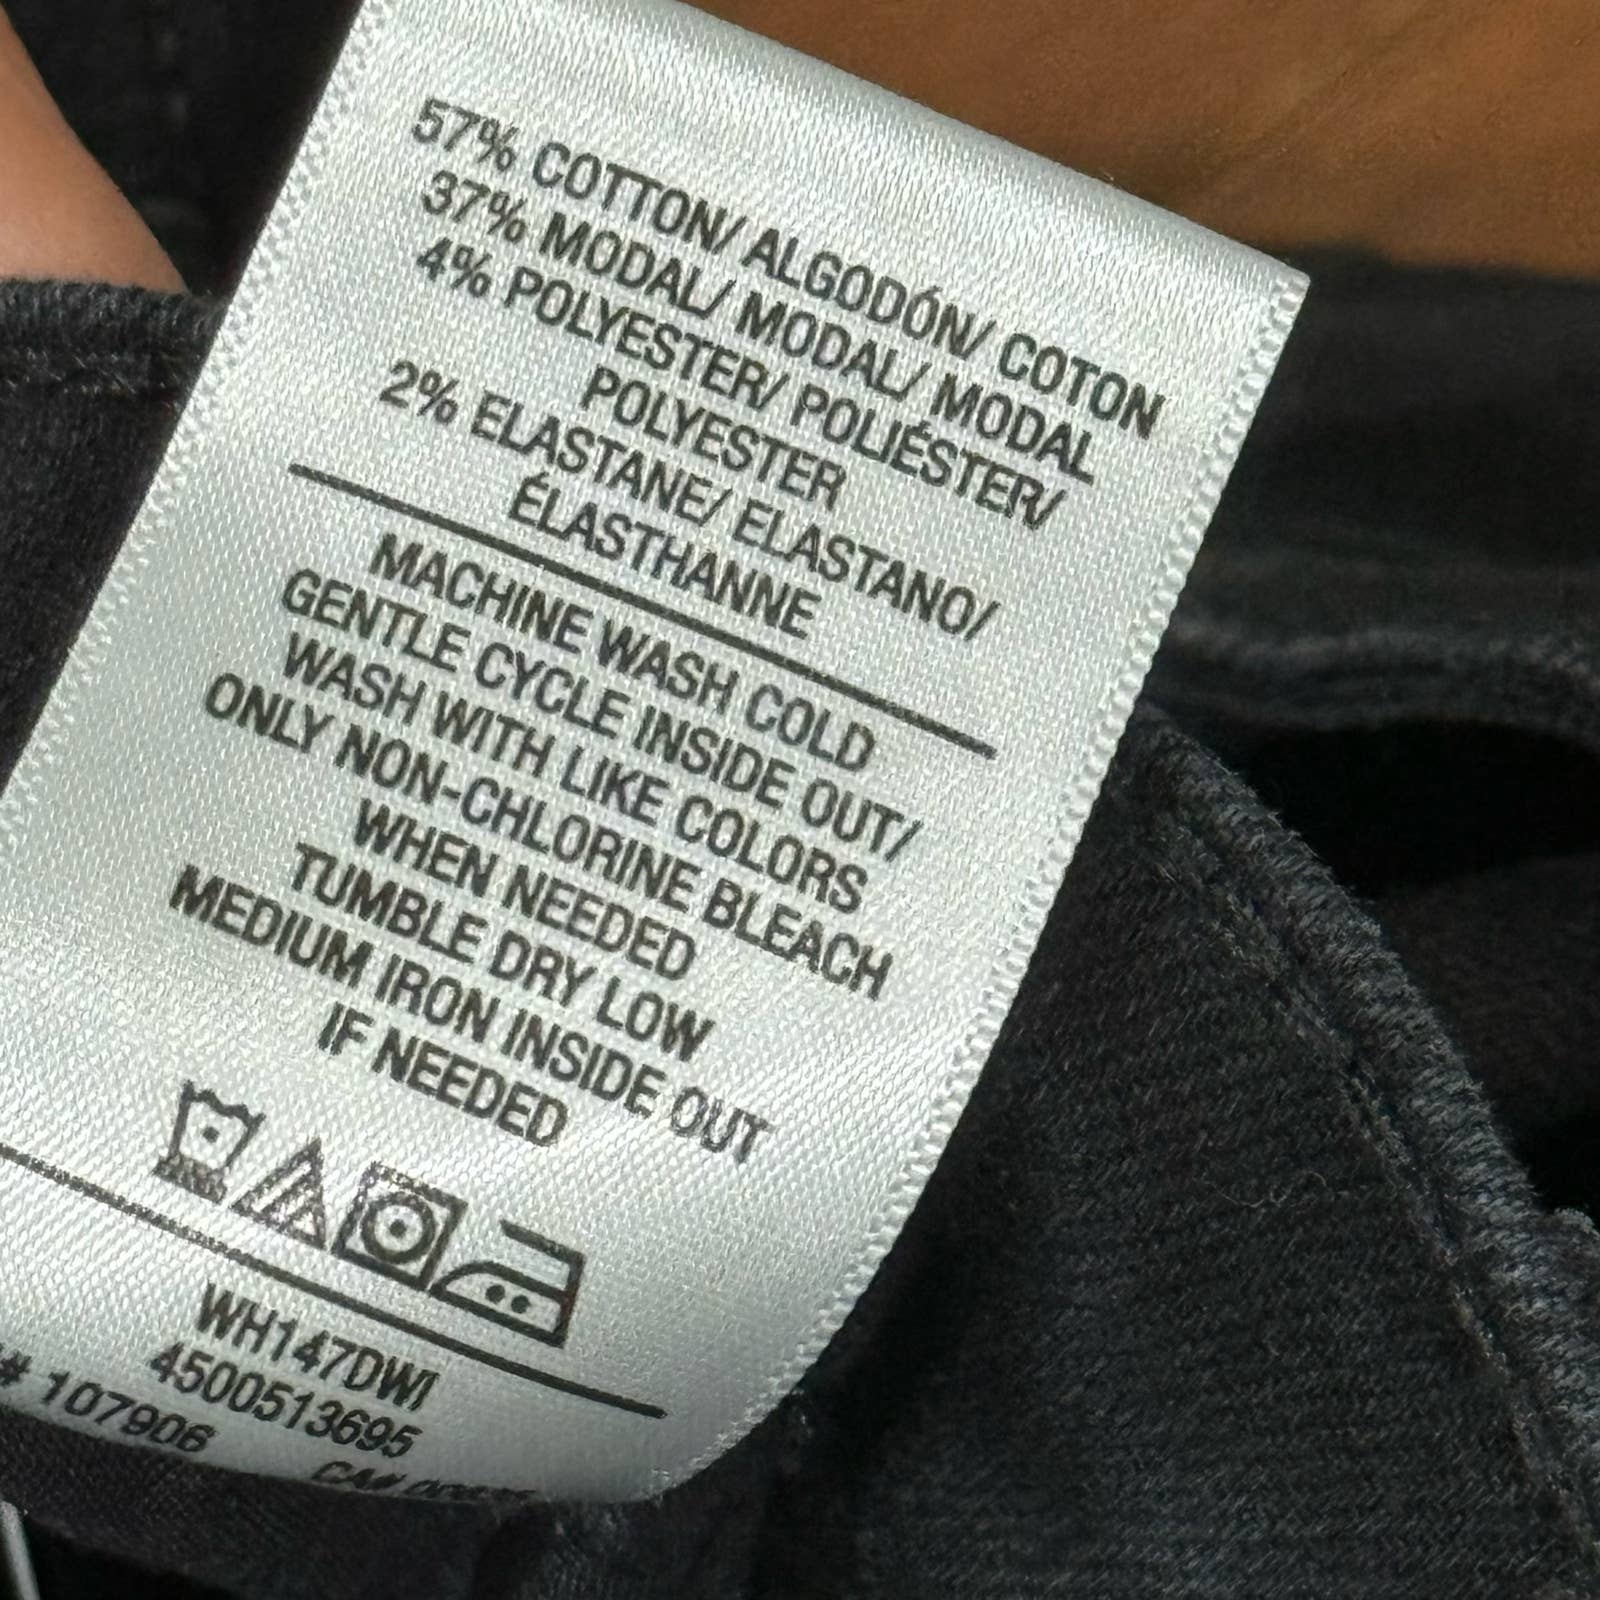 57% COTTON/ ALGODÓN/ COTON
37% MODAL/ MODAL/ MODAL
4% POLYESTER/ POLIÉSTER/
POLYESTER
2% ELASTANE/ ELASTANO/
ÉLASTHANNE
MACHINE WASH COLD
GENTLE CYCLE INSIDE OUT/
WASH WITH LIKE COLORS
ONLY NON-CHLORINE BLEACH
WHEN NEEDED
TUMBLE DRY LOW
MEDIUM IRON INSIDE OUT
IF NEEDED
WH147DWI
4500513695
# 107906
CA#